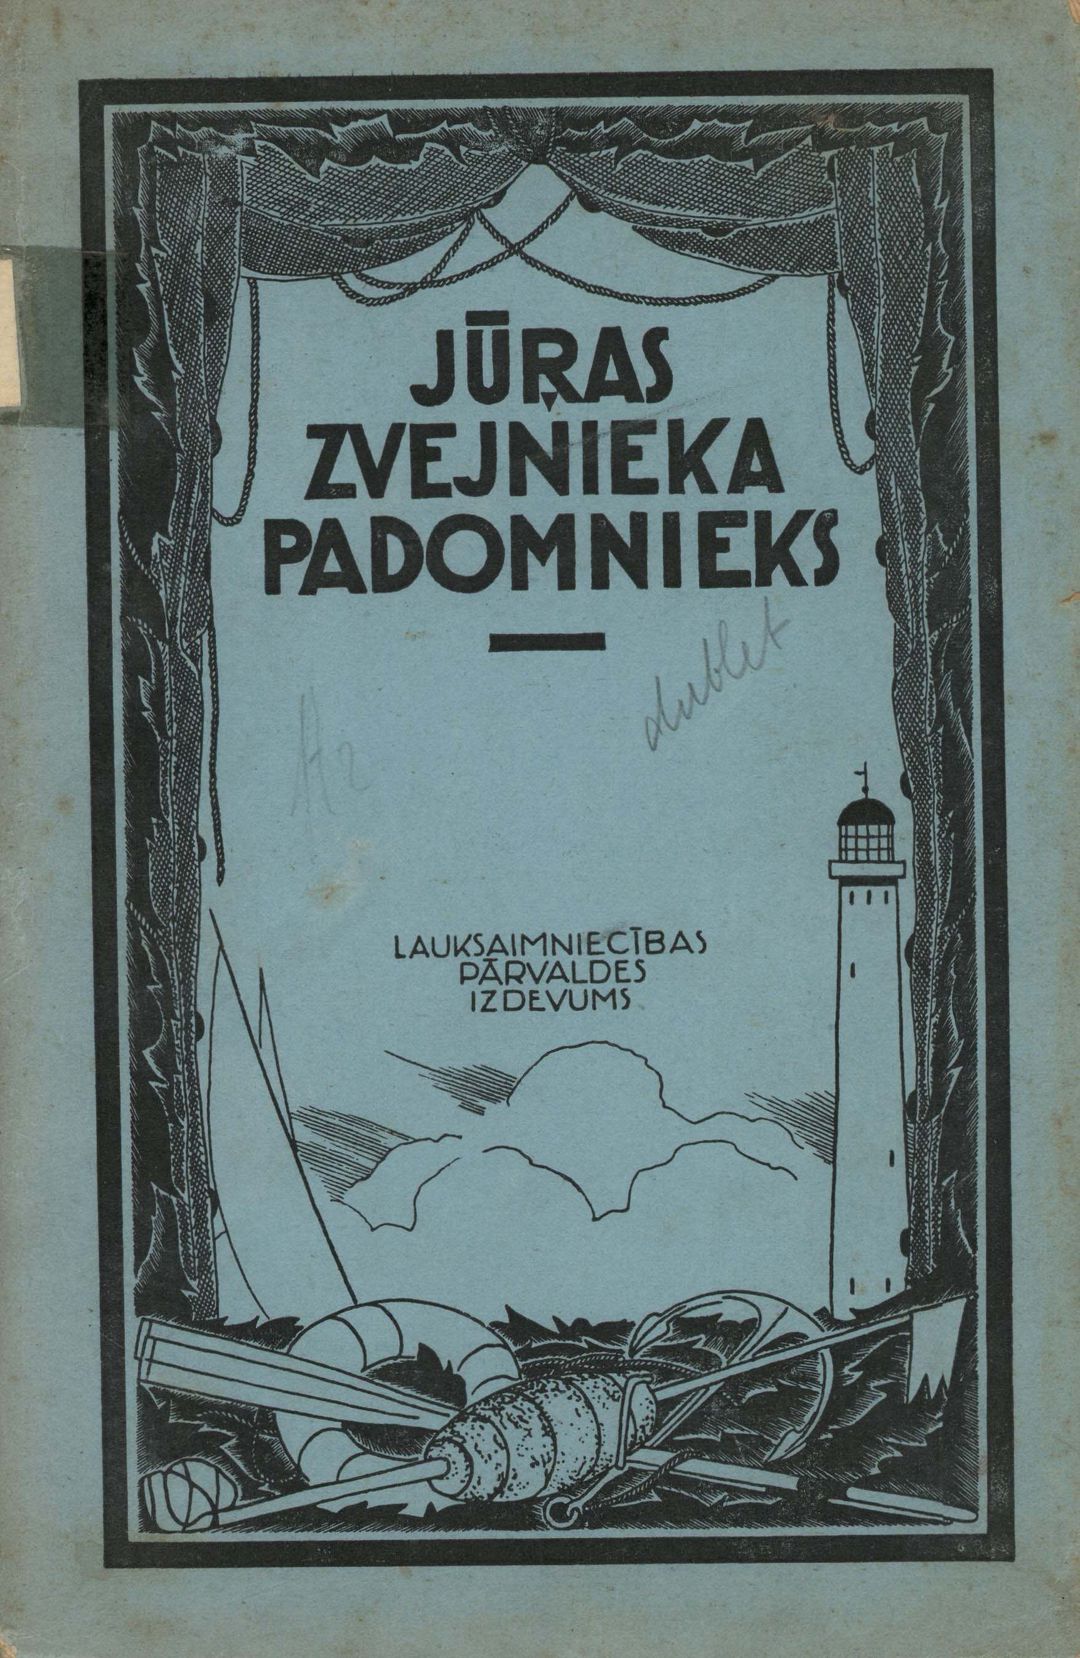 JŪŖAS
ZVEJNIEKA
PADOMNIEKS
dublet
LAUKSAIMNIECĪBAS
PĀRVALDES
IZDEVUMS